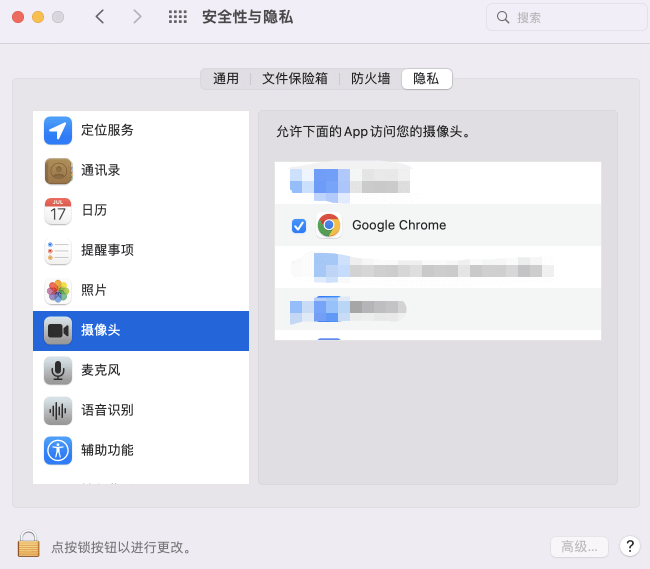 安全性与隐私
搜索
通用 文件保险箱 防火墙 隐私
定位服务
通讯录
JUL
17
日历
提醒事项
照片
摄像头
麦克风
语音识别
辅助功能
允许下面的App访问您的摄像头。
Google Chrome
点按锁按钮以进行更改。
高级...
?